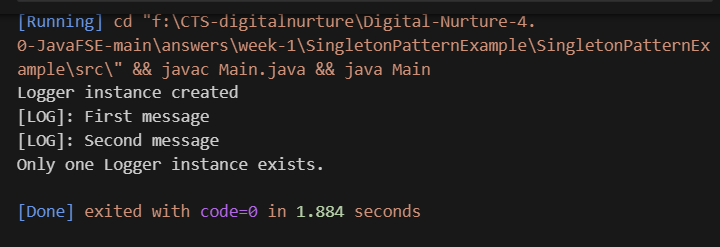 [Running] cd "f:\CTS-digitalnurture\Digital-Nurture-4.
0-JavaFSE-main\answers\week-1\SingletonPatternExample\SingletonPatternEx
ample\src\" && javac Main.java && java Main
Logger instance created
[LOG]: First message
[LOG]: Second message
Only one Logger instance exists.
[Done] exited with code=0 in 1.884 seconds